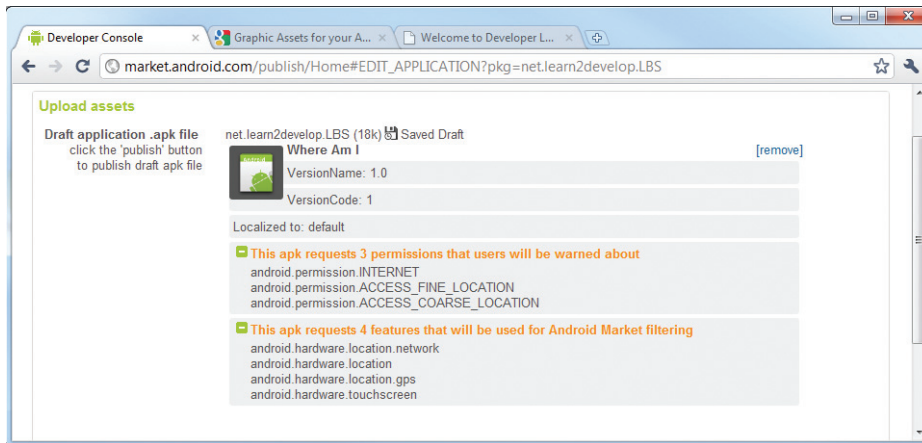 Developer Console
Graphic Assets for your A...
Welcome to Developer L...
market.android.com/publish/Home#EDIT_APPLICATION?pkg=net.learn2develop.LBS
Upload assets
Draft application .apk file
click the 'publish' button
to publish draft apk file
net.learn2develop.LBS (18k) Saved Draft
Where Am I
[remove]
VersionName: 1.0
VersionCode: 1
Localized to: default
This apk requests 3 permissions that users will be warned about
android.permission.INTERNET
android.permission.ACCESS_FINE_LOCATION
android.permission.ACCESS_COARSE_LOCATION
This apk requests 4 features that will be used for Android Market filtering
android.hardware.location.network
android.hardware.location
android.hardware.location.gps
android.hardware.touchscreen